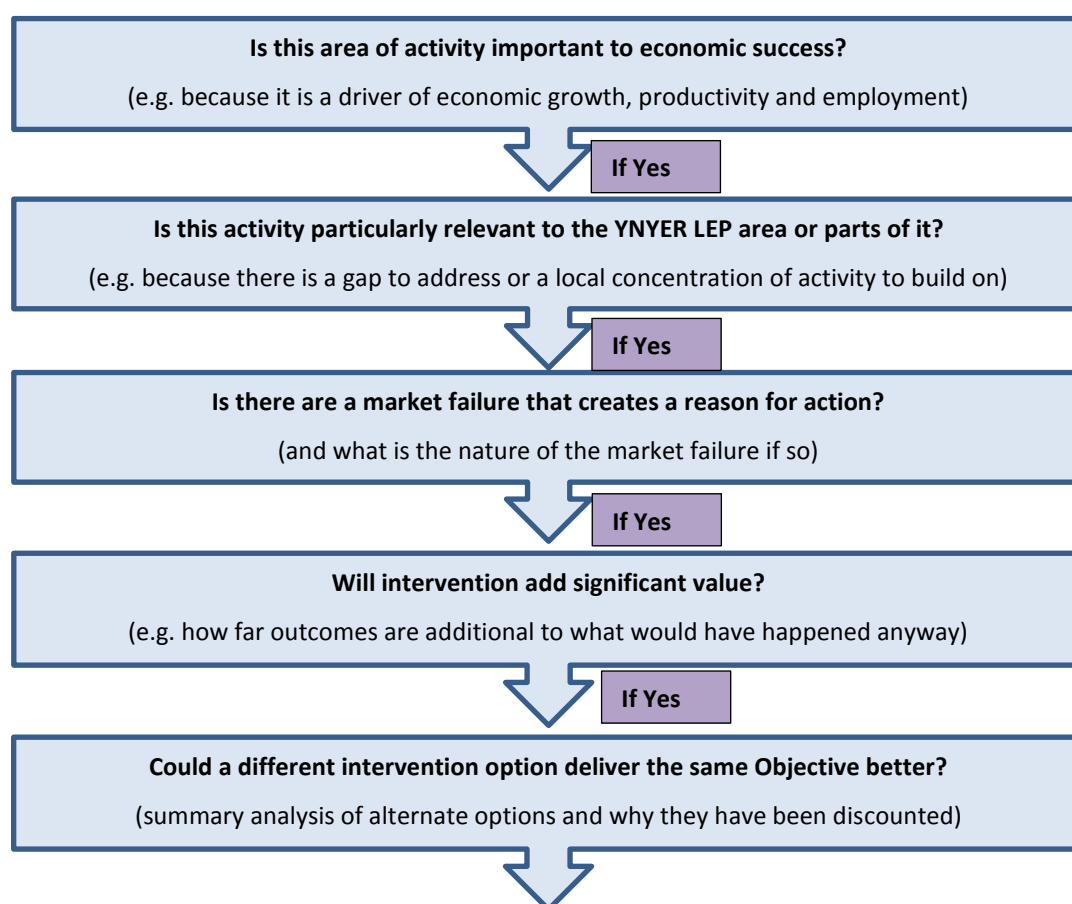 Is this area of activity important to economic success?
(e.g. because it is a driver of economic growth, productivity and employment)
If Yes
Is this activity particularly relevant to the YNYER LEP area or parts of it?
(e.g. because there is a gap to address or a local concentration of activity to build on)
If Yes
Is there are a market failure that creates a reason for action?
(and what is the nature of the market failure if so)
If Yes
Will intervention add significant value?
(e.g. how far outcomes are additional to what would have happened anyway)
If Yes
Could a different intervention option deliver the same Objective better?
(summary analysis of alternate options and why they have been discounted)